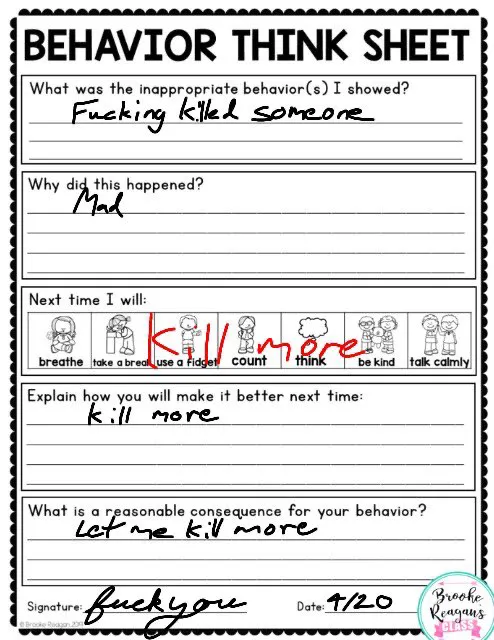 BEHAVIOR THINK SHEET
What was the inappropriate behavior(s) I showed?
Fucking killed someone
Why did this happened?
Mad
Next time I will:
Kill more
breathe take a break use a fidget count think be kind talk calmly
Explain how you will make it better next time:
kill more
What is a reasonable consequence for your behavior?
Let me kill more
Signature: fuck you Date: 4/20
© Brooke Reagan, 2019
Brooke
Reagan's
CLASS